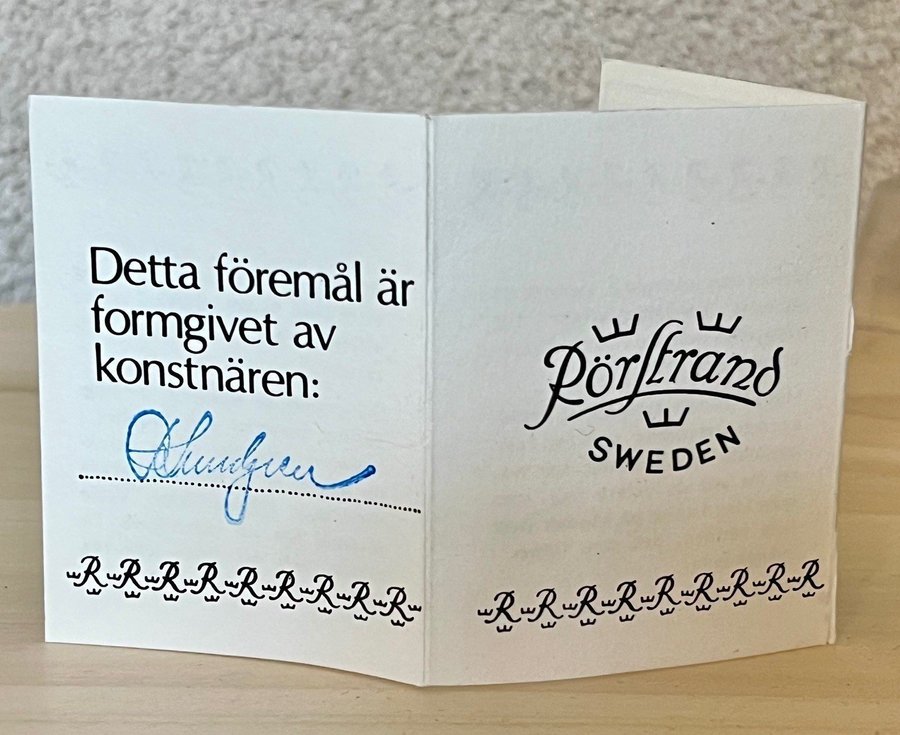 Detta föremål är
formgivet av
konstnären:
R R R R R R R R R
Rörstrand
SWEDEN
R R R R R R R R R